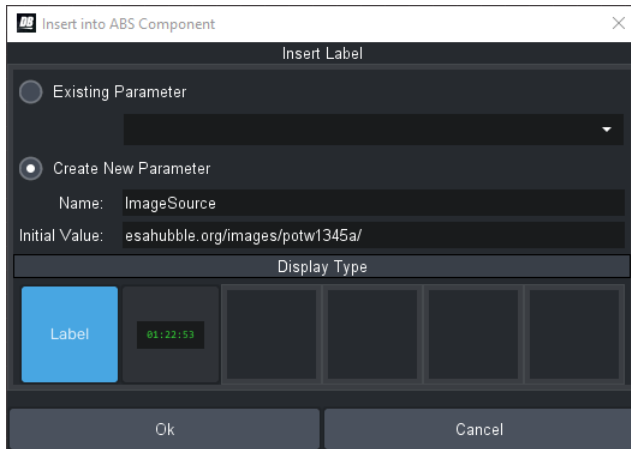 DB Insert into ABS Component
Insert Label
Existing Parameter
Create New Parameter
Name: ImageSource
Initial Value: esahubble.org/images/potw1345a/
Display Type
Label 01:22:53
Ok Cancel